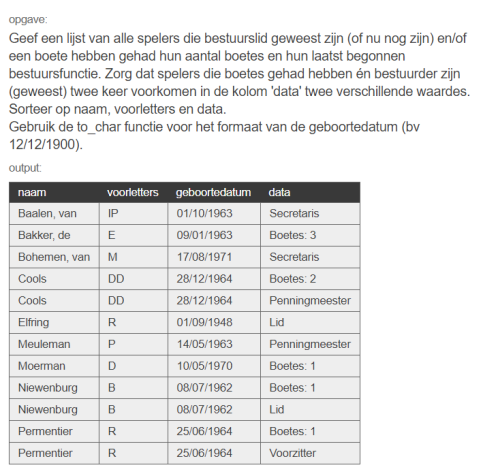 opgave:
Geef een lijst van alle spelers die bestuurslid geweest zijn (of nu nog zijn) en/of
een boete hebben gehad hun aantal boetes en hun laatst begonnen
bestuursfunctie. Zorg dat spelers die boetes gehad hebben én bestuurder zijn
(geweest) twee keer voorkomen in de kolom 'data' twee verschillende waardes.
Sorteer op naam, voorletters en data.
Gebruik de to_char functie voor het formaat van de geboortedatum (bv
12/12/1900).
output:
naam voorletters geboortedatum data
Baalen, van IP 01/10/1963 Secretaris
Bakker, de E 09/01/1963 Boetes: 3
Bohemen, van M 17/08/1971 Secretaris
Cools DD 28/12/1964 Boetes: 2
Cools DD 28/12/1964 Penningmeester
Elfring R 01/09/1948 Lid
Meuleman P 14/05/1963 Penningmeester
Moerman D 10/05/1970 Boetes: 1
Niewenburg B 08/07/1962 Boetes: 1
Niewenburg B 08/07/1962 Lid
Permentier R 25/06/1964 Boetes: 1
Permentier R 25/06/1964 Voorzitter